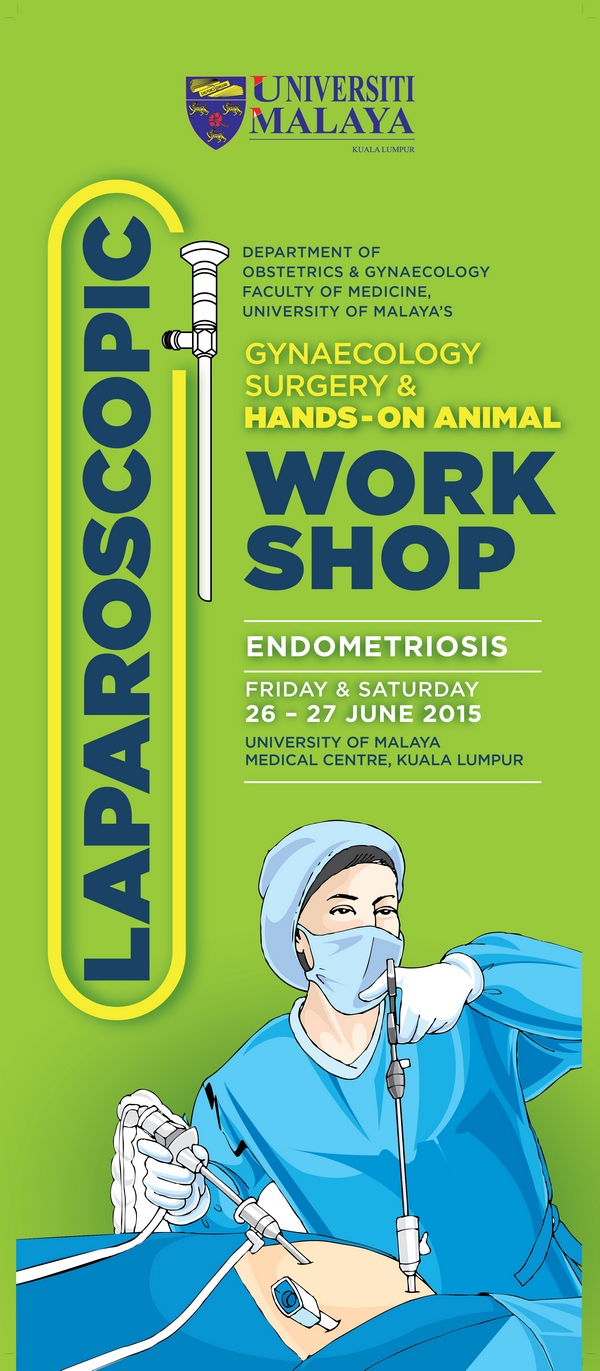 UNIVERSITI
MALAYA
KUALA LUMPUR
LAPAROSCOPIC
DEPARTMENT OF
OBSTETRICS & GYNAECOLOGY
FACULTY OF MEDICINE,
UNIVERSITY OF MALAYA'S
GYNAECOLOGY
SURGERY &
HANDS-ON ANIMAL
WORK
SHOP
ENDOMETRIOSIS
FRIDAY & SATURDAY
26 – 27 JUNE 2015
UNIVERSITY OF MALAYA
MEDICAL CENTRE, KUALA LUMPUR